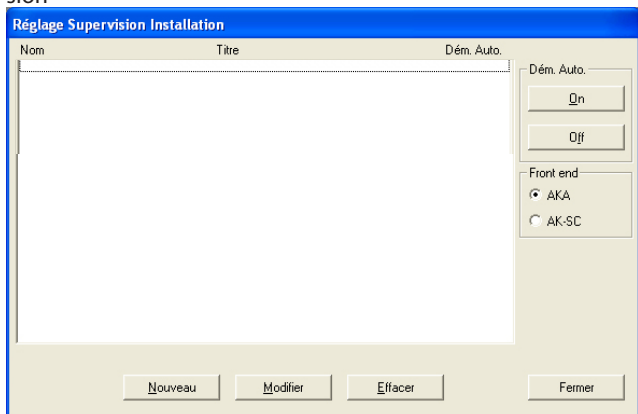 sion
Réglage Supervision Installation
Nom Titre Dém. Auto.
Dém. Auto.
On
Off
Front end
AKA
AK-SC
Nouveau Modifier Effacer Fermer